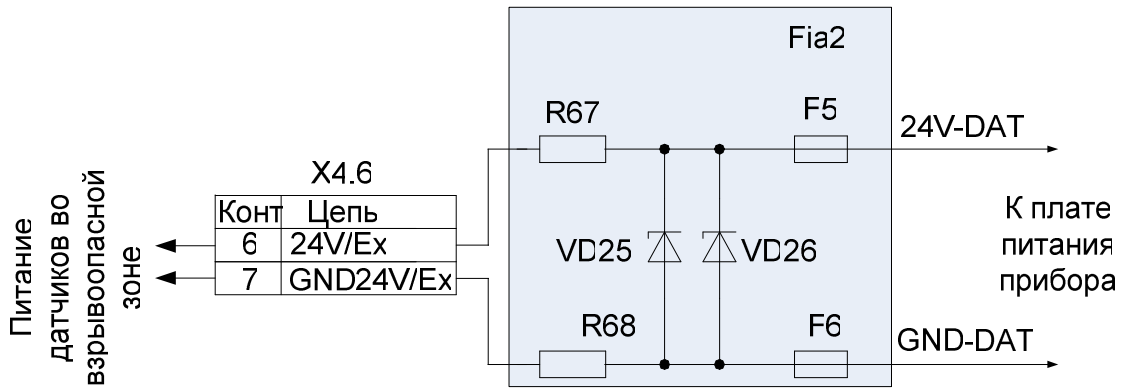 Fia2
R67
F5
24V-DAT
X4.6
Конт Цепь
6 24V/Ex
7 GND24V/Ex
Питание
датчиков во
взрывоопасной
зоне
VD25
VD26
К плате
питания
прибора
R68
F6
GND-DAT